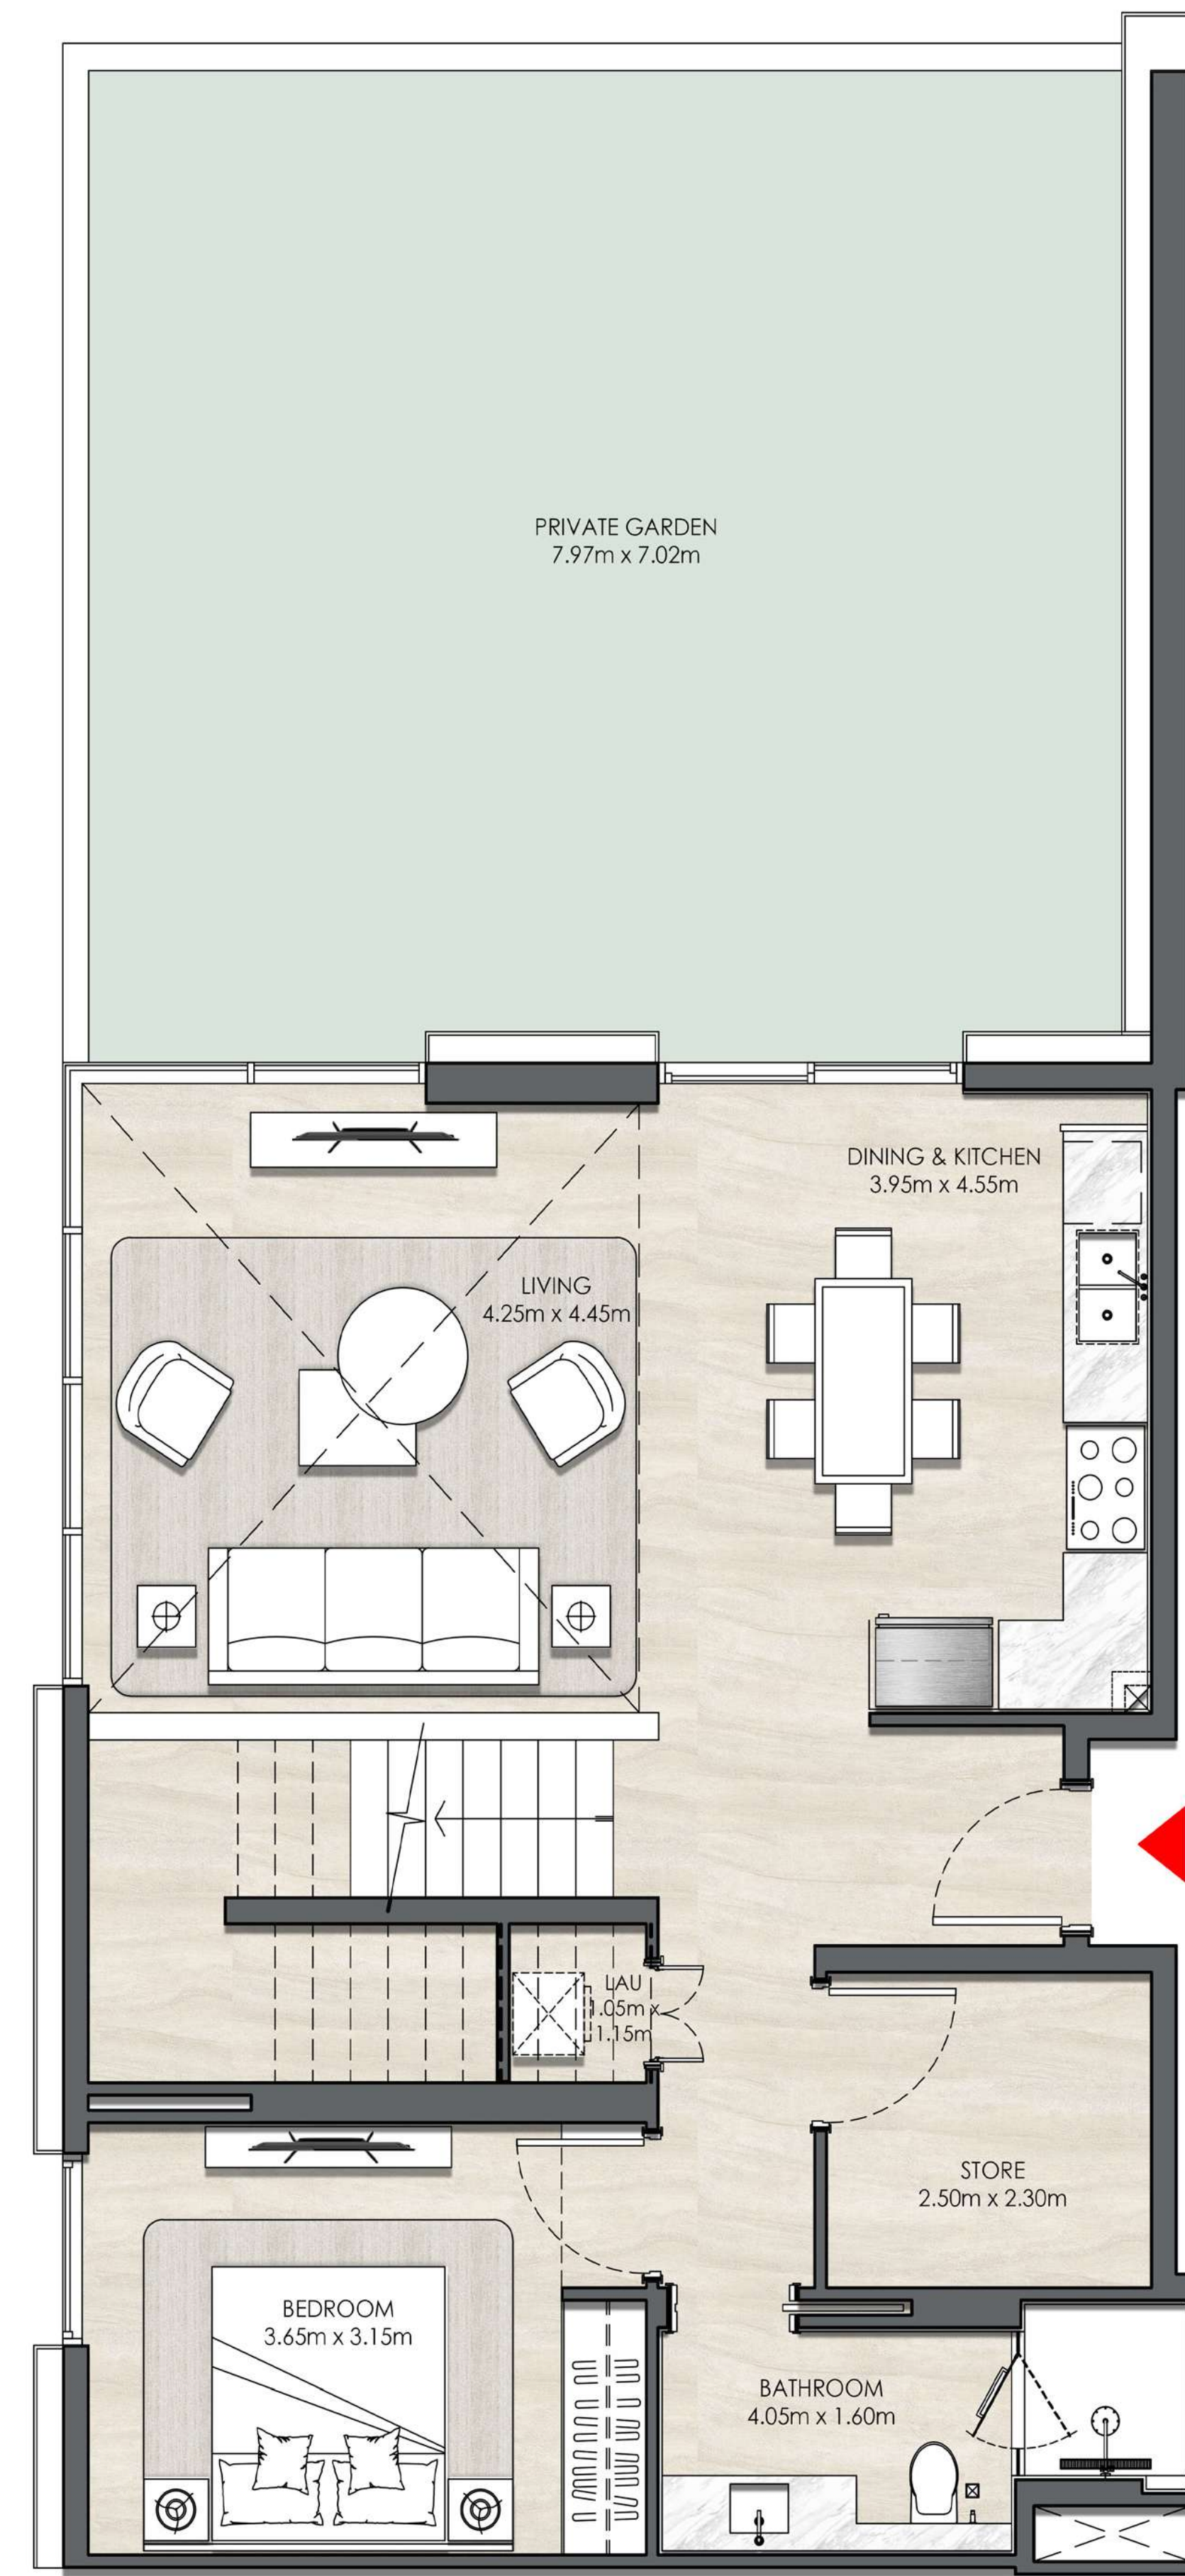 PRIVATE GARDEN
7.97m x 7.02m
DINING & KITCHEN
3.95m x 4.55m
LIVING
4.25m x 4.45m
LAU
1.05m x
1.15m
STORE
2.50m x 2.30m
BEDROOM
3.65m x 3.15m
BATHROOM
4.05m x 1.60m